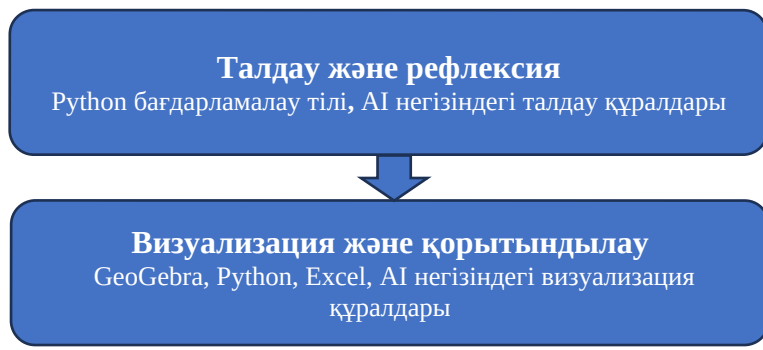 Талдау және рефлексия
Python бағдарламалау тілі, AI негізіндегі талдау құралдары
Визуализация және қорытындылау
GeoGebra, Python, Excel, AI негізіндегі визуализация
құралдары